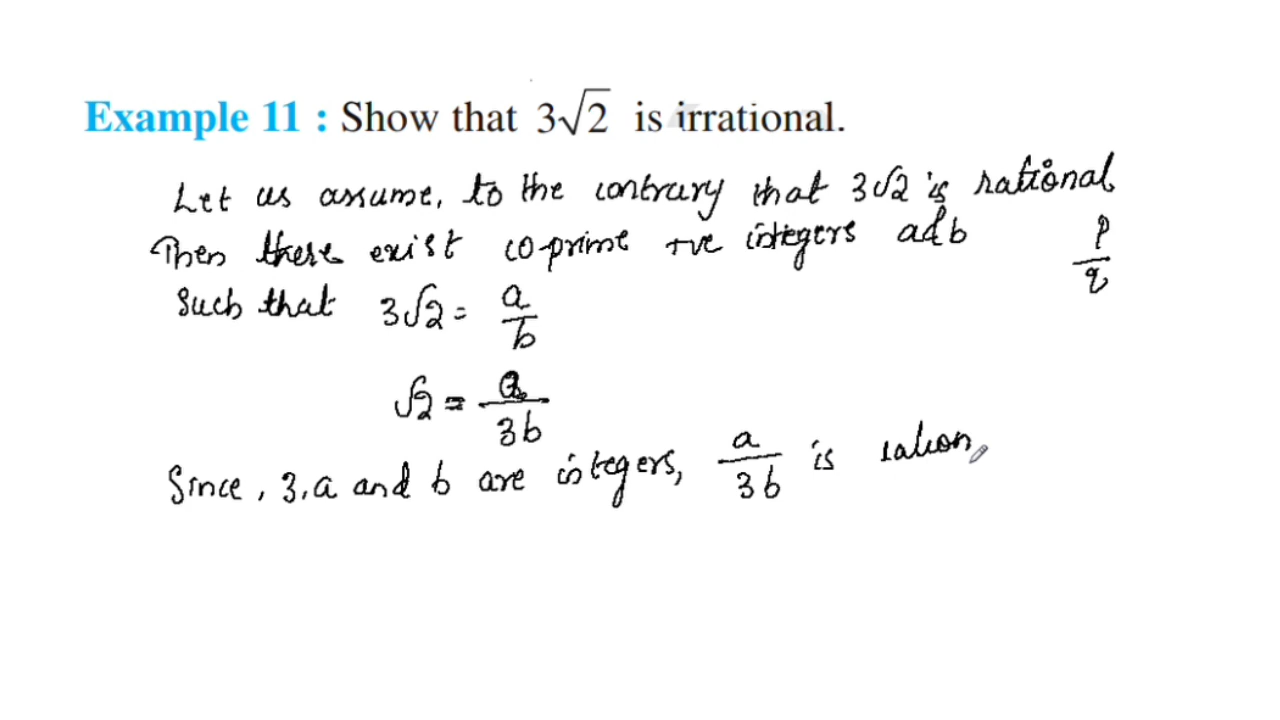 Example 11 : Show that 3√2 is irrational.
Let us assume, to the contrary that 3√2 is rational.
Then there exist co-prime +ve integers a & b
p/q
Such that 3√2 = a/b
√2 = a/3b
Since, 3, a and b are integers, a/3b is ration